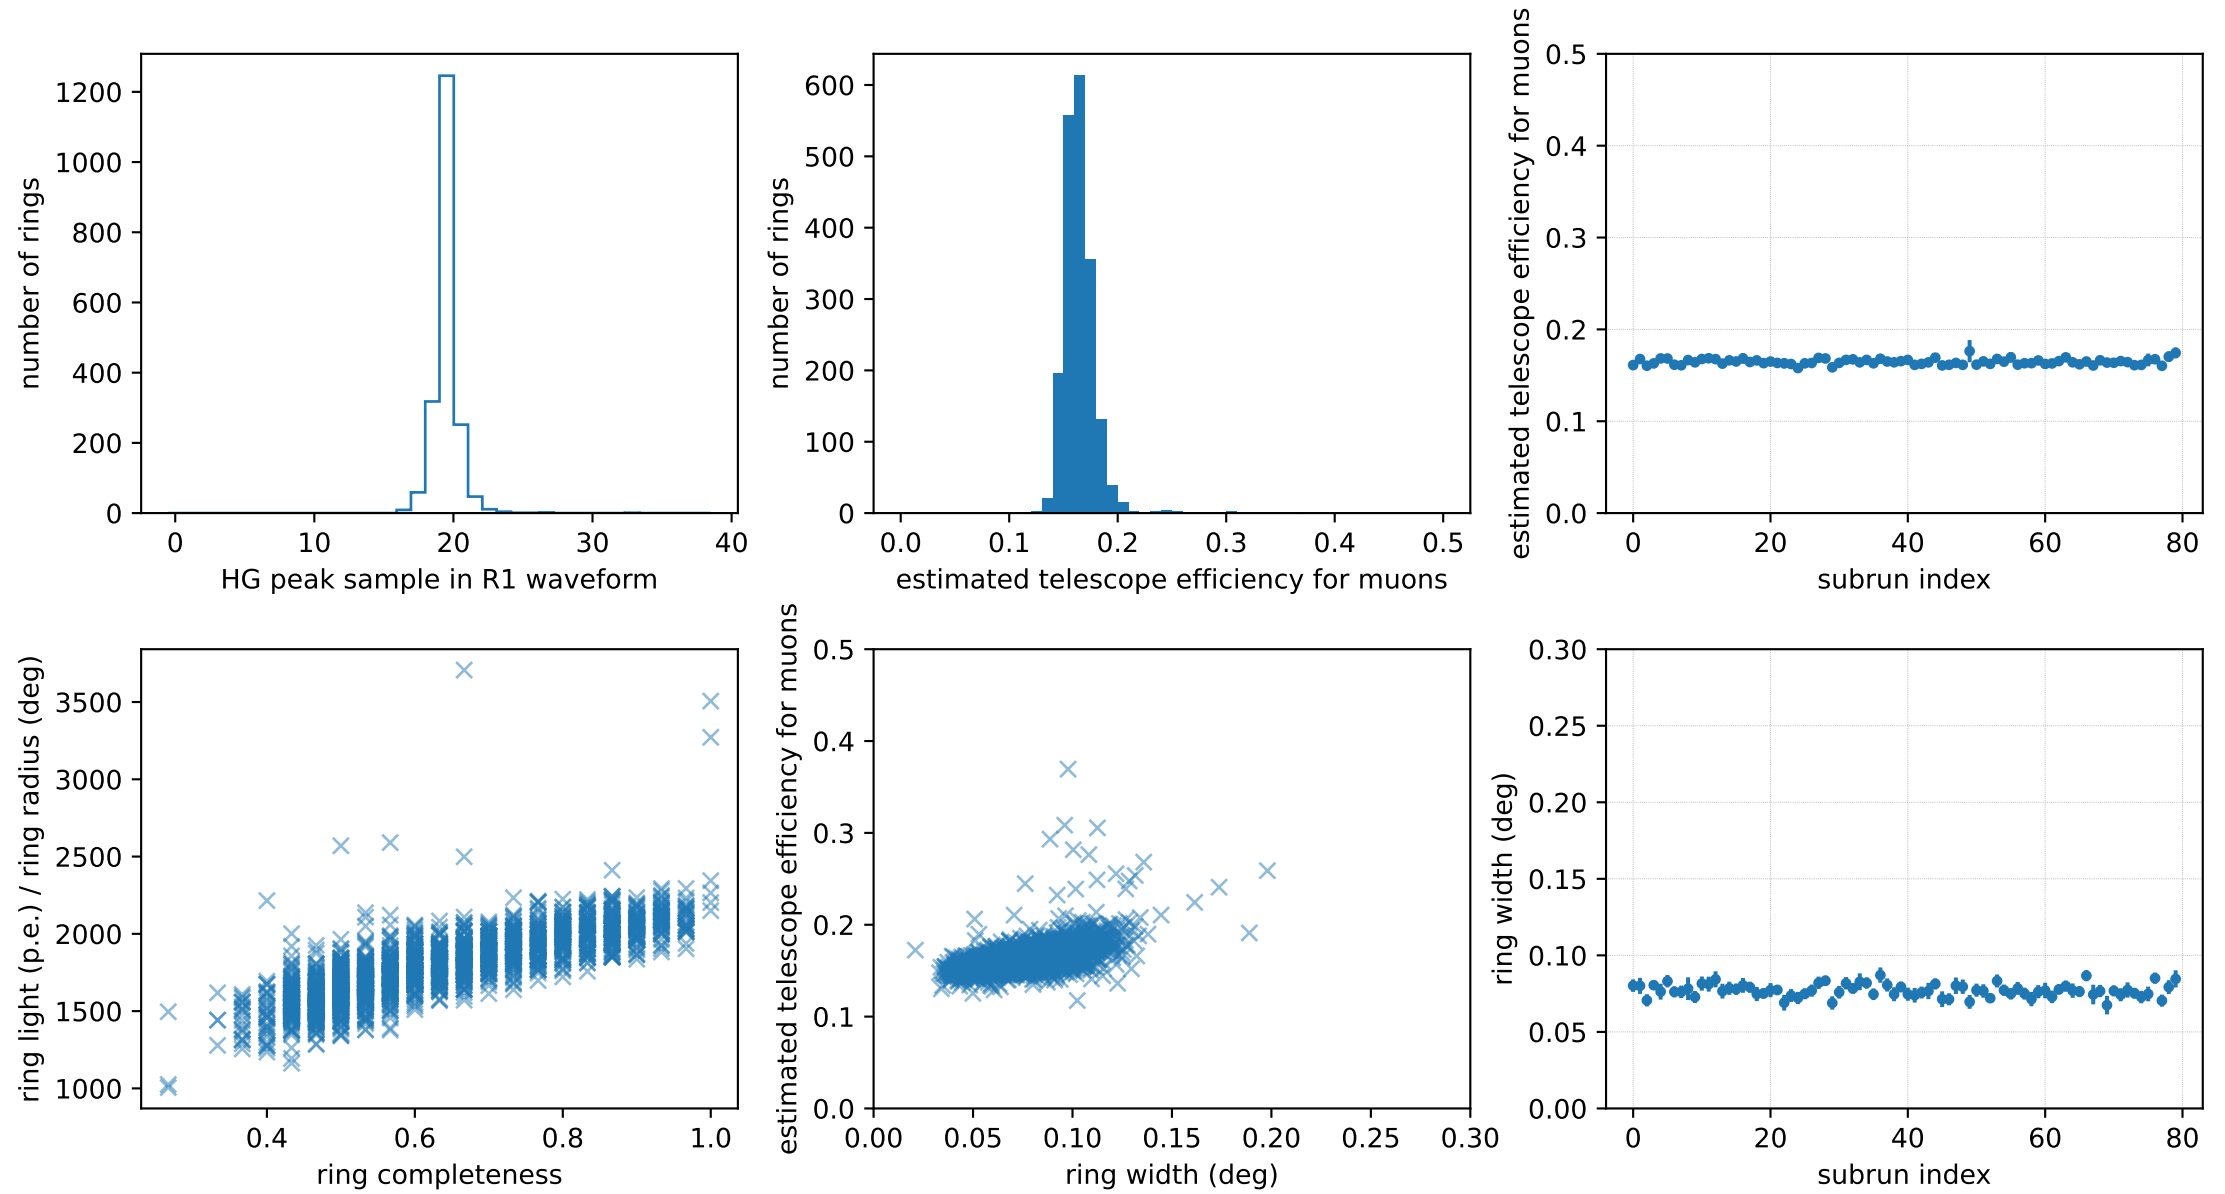 1200
1000
800
600
400
200
0
number of rings
0 10 20 30 40
HG peak sample in R1 waveform
600
500
400
300
200
100
0
number of rings
0.0 0.1 0.2 0.3 0.4 0.5
estimated telescope efficiency for muons
0.5
0.4
0.3
0.2
0.1
0.0
estimated telescope efficiency for muons
0 20 40 60 80
subrun index
3500
3000
2500
2000
1500
1000
ring light (p.e.) / ring radius (deg)
0.4 0.6 0.8 1.0
ring completeness
0.5
0.4
0.3
0.2
0.1
0.0
estimated telescope efficiency for muons
0.00 0.05 0.10 0.15 0.20 0.25 0.30
ring width (deg)
0.30
0.25
0.20
0.15
0.10
0.05
0.00
ring width (deg)
0 20 40 60 80
subrun index